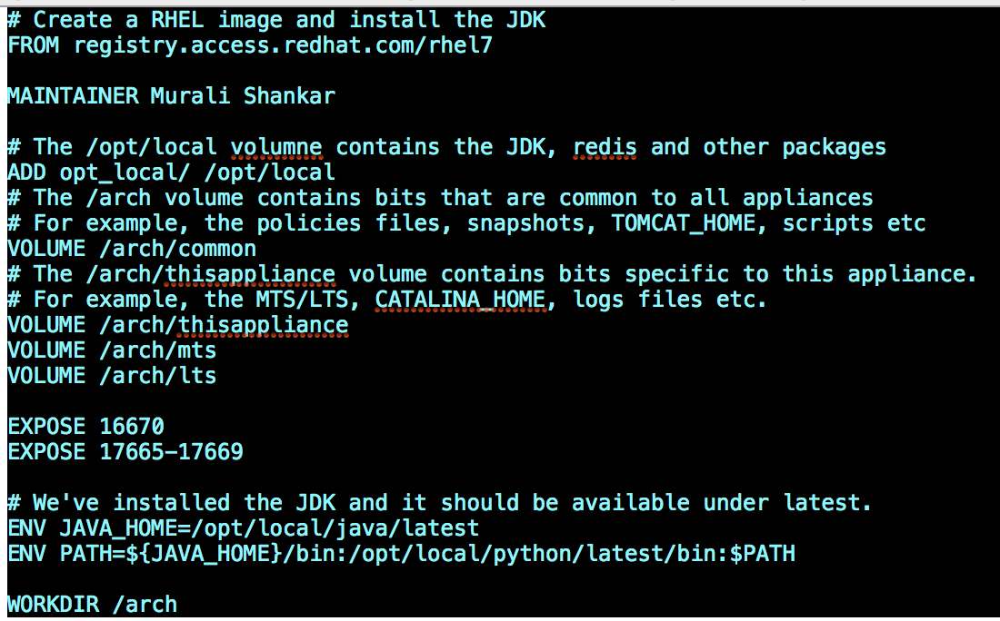 # Create a RHEL image and install the JDK
FROM registry.access.redhat.com/rhel7
MAINTAINER Murali Shankar
# The /opt/local volumne contains the JDK, redis and other packages
ADD opt_local/ /opt/local
# The /arch volume contains bits that are common to all appliances
# For example, the policies files, snapshots, TOMCAT_HOME, scripts etc
VOLUME /arch/common
# The /arch/thisappliance volume contains bits specific to this appliance.
# For example, the MTS/LTS, CATALINA_HOME, logs files etc.
VOLUME /arch/thisappliance
VOLUME /arch/mts
VOLUME /arch/lts
EXPOSE 16670
EXPOSE 17665-17669
# We've installed the JDK and it should be available under latest.
ENV JAVA_HOME=/opt/local/java/latest
ENV PATH=${JAVA_HOME}/bin:/opt/local/python/latest/bin:$PATH
WORKDIR /arch